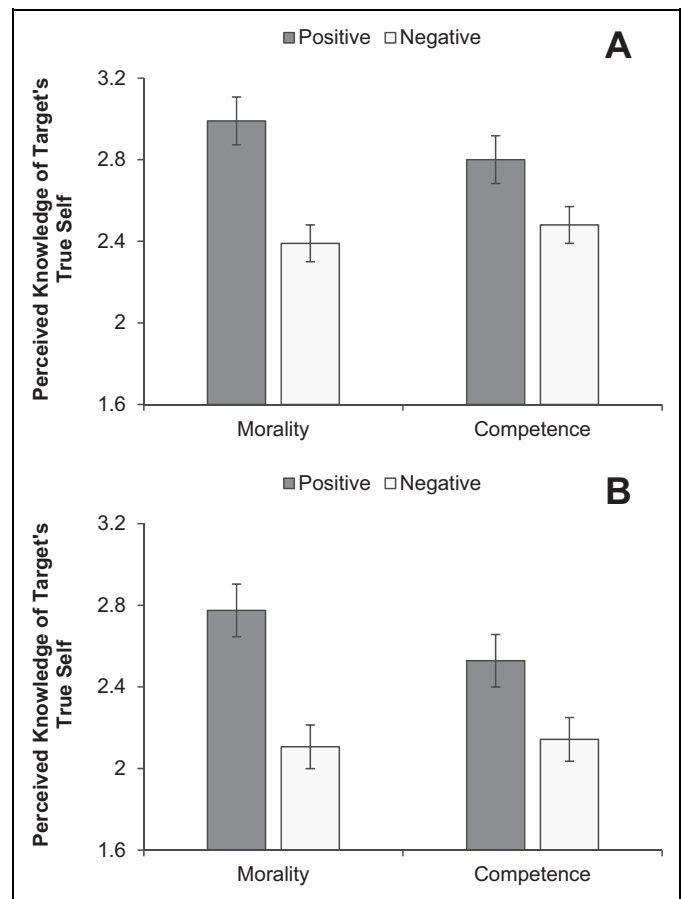 Positive Negative
A
Perceived Knowledge of Target's
True Self
3.2
2.8
2.4
2
1.6
Morality Competence
Positive Negative
B
Perceived Knowledge of Target's
True Self
3.2
2.8
2.4
2
1.6
Morality Competence